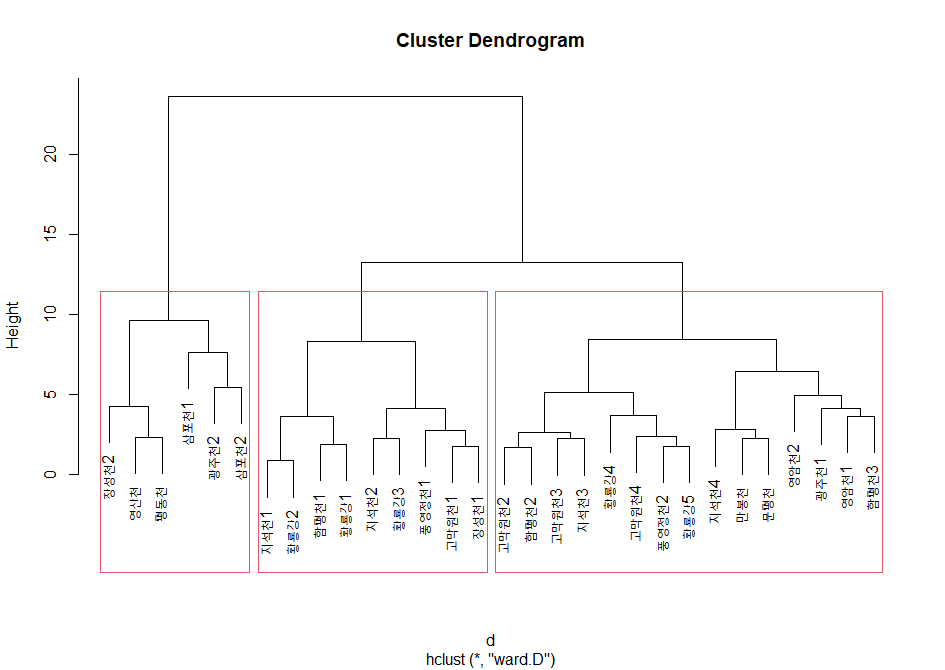 Cluster Dendrogram
Height
20
15
10
5
0
장성천2
영산천
평동천
삼포천1
광주천2
삼포천2
지석천1
황룡강2
함평천1
황룡강1
지석천2
황룡강3
풍영정천1
고막원천1
장성천1
고막원천2
함평천2
고막원천3
지석천3
황룡강4
고막원천4
풍영정천2
황룡강5
지석천4
만봉천
문평천
영암천2
광주천1
영암천1
함평천3
d
hclust (*, "ward.D")